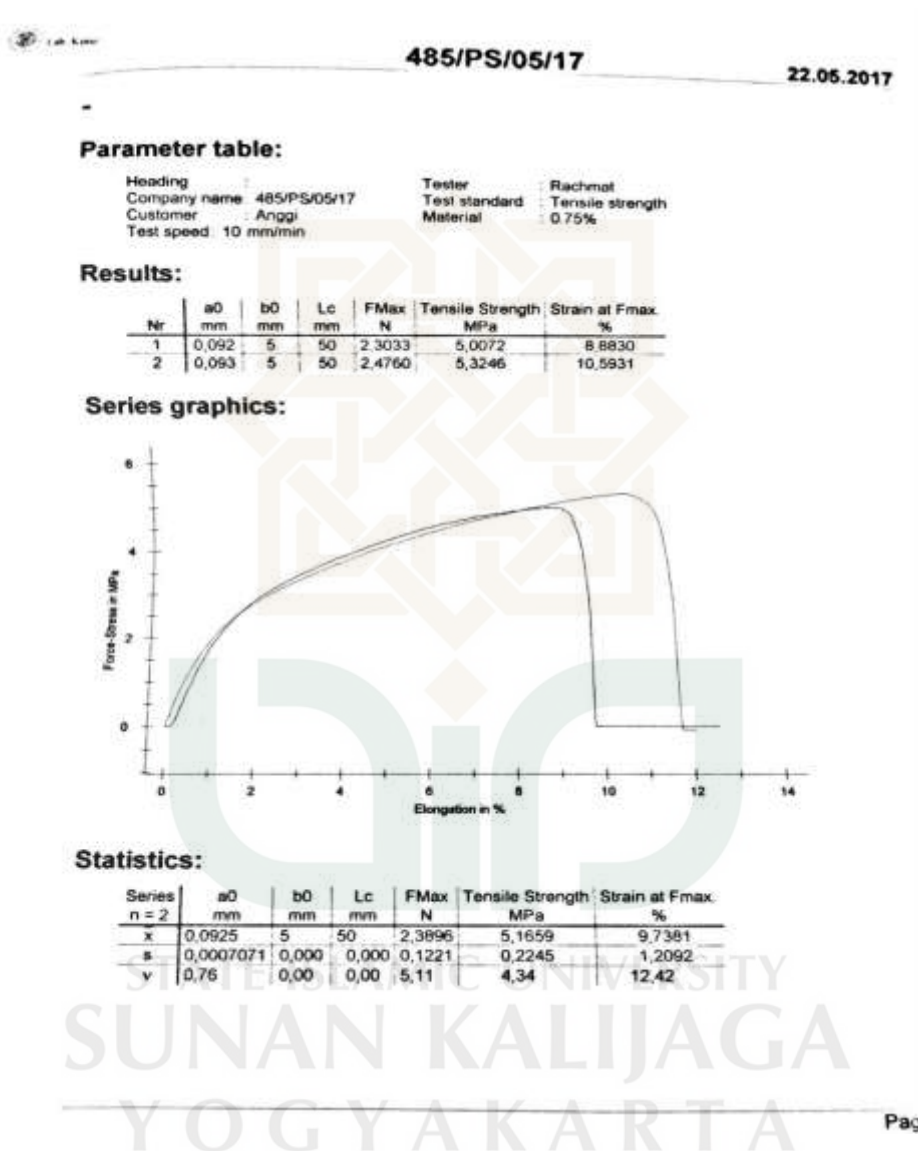 485/PS/05/17
22.05.2017
-
Parameter table:
Heading :
Company name 485/PS/05/17
Customer : Anggi
Test speed: 10 mm/min
Tester : Rachmat
Test standard : Tensile strength
Material : 0.75%
Results:
Nr a0 mm b0 mm Lc mm FMax N Tensile Strength MPa Strain at Fmax. %
1 0,092 5 50 2,3033 5,0072 8,8830
2 0,093 5 50 2,4760 5,3246 10,5931
Series graphics:
Force-Stress in MPa
6
4
2
0
0 2 4 6 8 10 12 14
Elongation in %
Statistics:
Series a0 b0 Lc FMax Tensile Strength Strain at Fmax.
n = 2 mm mm mm N MPa %
x̄ 0,0925 5 50 2,3896 5,1659 9,7381
s 0,0007071 0,000 0,000 0,1221 0,2245 1,2092
v 0,76 0,00 0,00 5,11 4,34 12,42
STATE ISLAMIC UNIVERSITY
SUNAN KALIJAGA
YOGYAKARTA
Pag